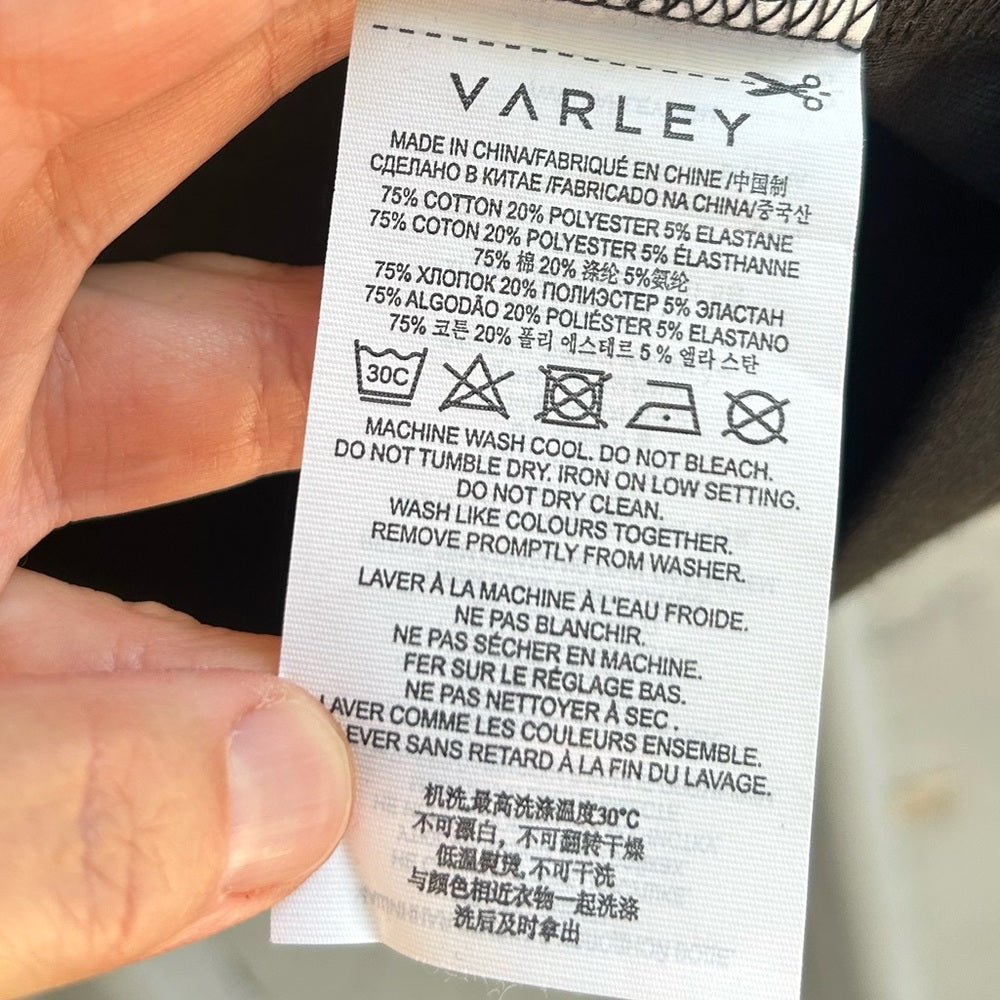 VARLEY
MADE IN CHINA/FABRIQUÉ EN CHINE /中国制
СДЕЛАНО В КИТАЕ /FABRICADO NA CHINA/중국산
75% COTTON 20% POLYESTER 5% ELASTANE
75% COTON 20% POLYESTER 5% ÉLASTHANNE
75% 棉 20% 涤纶 5%氨纶
75% ХЛОПОК 20% ПОЛИЭСТЕР 5% ЭЛАСТАН
75% ALGODÃO 20% POLIÉSTER 5% ELASTANO
75% 코튼 20% 폴리 에스테르 5 % 엘라 스탄
30C
MACHINE WASH COOL. DO NOT BLEACH.
DO NOT TUMBLE DRY. IRON ON LOW SETTING.
DO NOT DRY CLEAN.
WASH LIKE COLOURS TOGETHER.
REMOVE PROMPTLY FROM WASHER.
LAVER À LA MACHINE À L'EAU FROIDE.
NE PAS BLANCHIR.
NE PAS SÉCHER EN MACHINE.
FER SUR LE RÉGLAGE BAS.
NE PAS NETTOYER À SEC .
LAVER COMME LES COULEURS ENSEMBLE.
EVER SANS RETARD À LA FIN DU LAVAGE.
机洗,最高洗涤温度30°C
不可漂白，不可翻转干燥
低温熨烫,不可干洗
与颜色相近衣物一起洗涤
洗后及时拿出